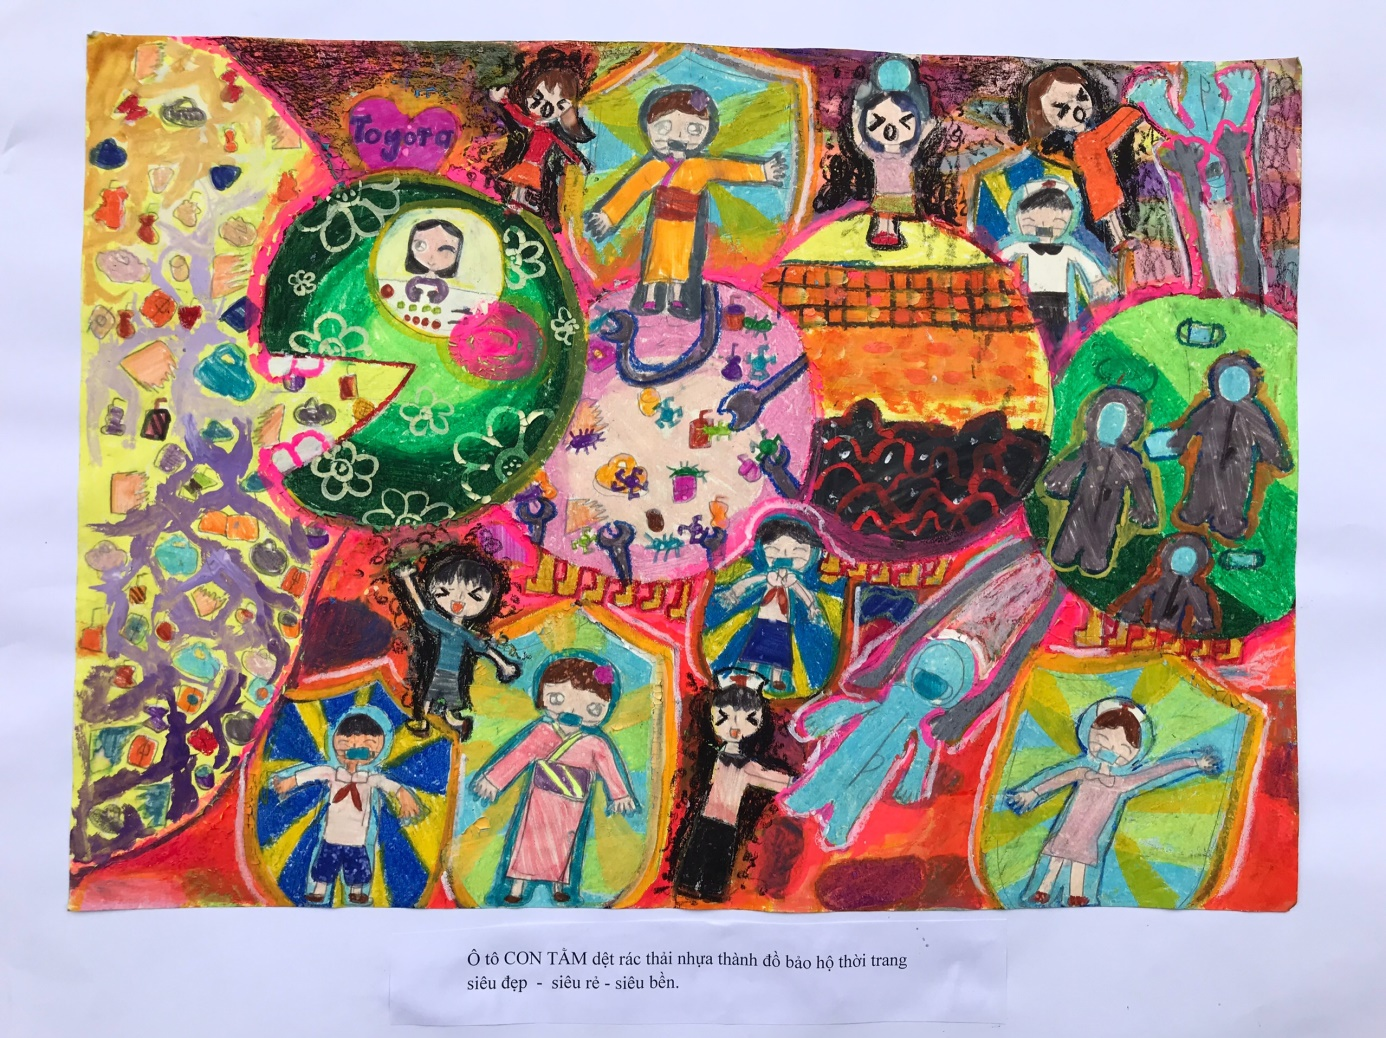 Togora
Ô tô CON TẰM dệt rác thải nhựa thành đồ bảo hộ thời trang
siêu đẹp - siêu rẻ - siêu bền.